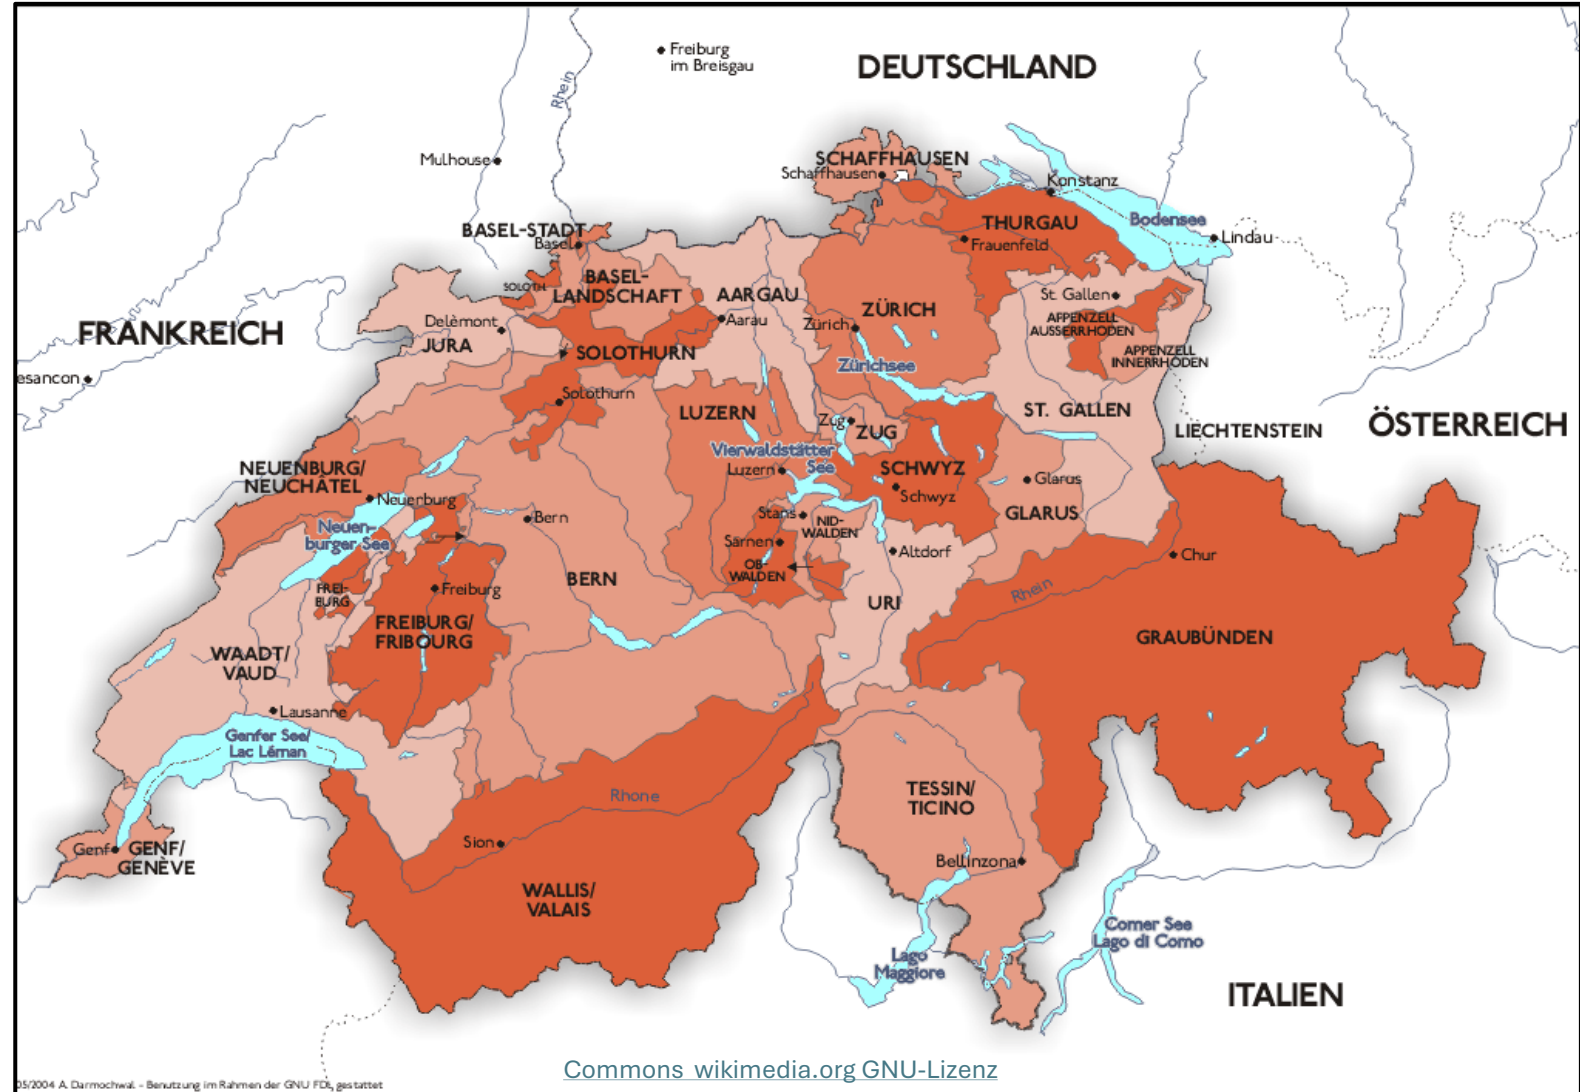 Freiburg
im Breisgau
DEUTSCHLAND
Rhein
Mulhouse
SCHAFFHAUSEN
Schaffhausen
Konstanz
Bodensee
Lindau
THURGAU
Frauenfeld
BASEL-STADT
Basel
BASEL-
LANDSCHAFT
SOLOTH.
AARGAU
Aarau
ZÜRICH
Zürich
Zürichsee
St. Gallen
APPENZELL
AUSSERRHODEN
APPENZELL
INNERRHODEN
FRANKREICH
Delèmont
JURA
SOLOTHURN
Solothurn
esancon
LUZERN
Zug
ZUG
ST. GALLEN
LIECHTENSTEIN
ÖSTERREICH
Vierwaldstätter
See
Luzern
SCHWYZ
Schwyz
Glarus
GLARUS
NEUENBURG/
NEUCHÂTEL
Neuerburg
Neuen-
burger See
Bern
BERN
Stans
NID-
WALDEN
Sarnen
OB-
WALDEN
Altdorf
URI
Chur
Rhein
GRAUBÜNDEN
FREI-
BURG
Freiburg
FREIBURG/
FRIBOURG
WAADT/
VAUD
Lausanne
Genfer See/
Lac Léman
Genf
GENF/
GENÈVE
Rhone
Sion
WALLIS/
VALAIS
TESSIN/
TICINO
Bellinzona
Lago
Maggiore
Comer See
Lago di Como
ITALIEN
05/2004 A. Darmochwal - Benutzung im Rahmen der GNU FDL gestattet
Commons wikimedia.org GNU-Lizenz